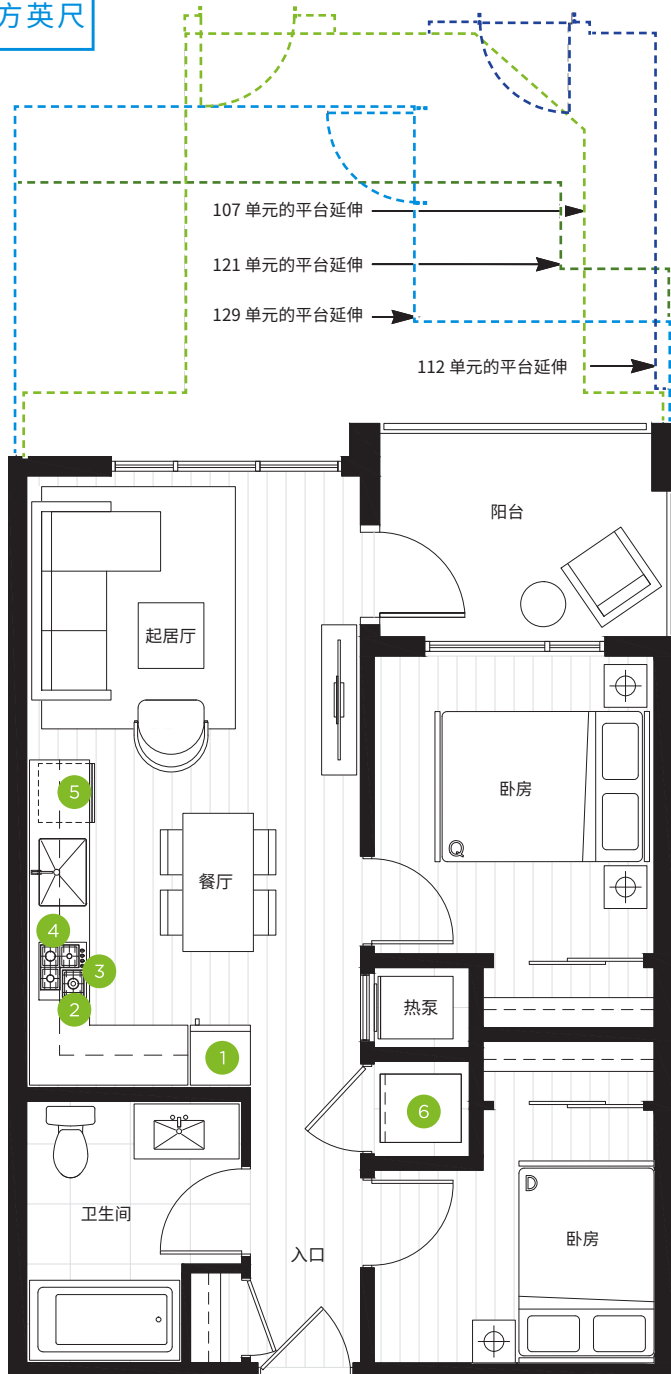 方英尺
107 单元的平台延伸
121 单元的平台延伸
129 单元的平台延伸
112 单元的平台延伸
阳台
起居厅
5
卧房
Q
餐厅
4
3
2
热泵
1
6
D
卫生间
卧房
入口